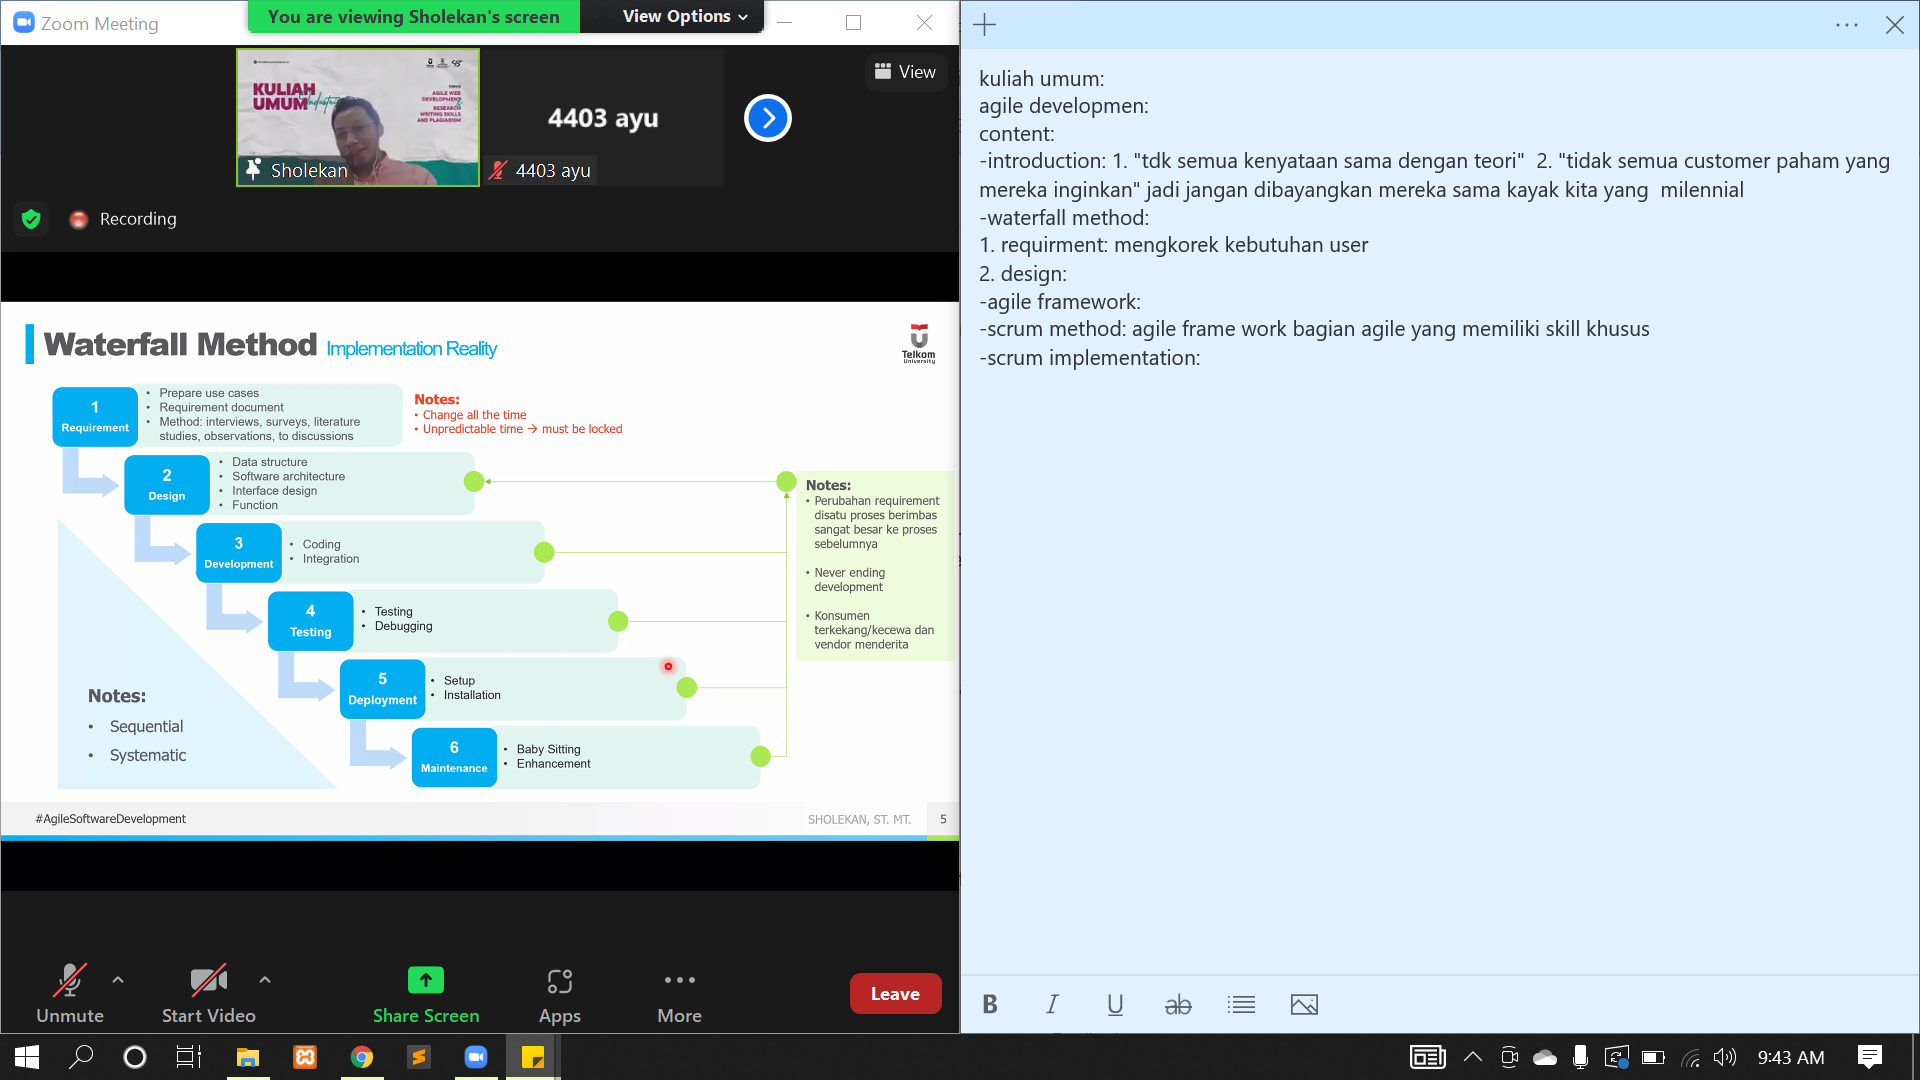 Zoom Meeting
You are viewing Sholekan's screen
View Options
KULIAH
UMUM
AGILE WEB
DEVELOPMENT
RESEARCH
WRITING SKILLS
AND PLAGIARISM
Sholekan
4403 ayu
4403 ayu
View
Recording
Waterfall Method Implementation Reality
Telkom
University
1
Requirement
• Prepare use cases
• Requirement document
• Method: interviews, surveys, literature
studies, observations, to discussions
Notes:
• Change all the time
• Unpredictable time → must be locked
2
Design
• Data structure
• Software architecture
• Interface design
• Function
3
Development
• Coding
• Integration
4
Testing
• Testing
• Debugging
5
Deployment
• Setup
• Installation
6
Maintenance
• Baby Sitting
• Enhancement
Notes:
• Perubahan requirement
disatu proses berimbas
sangat besar ke proses
sebelumnya
• Never ending
development
• Konsumen
terkekang/kecewa dan
vendor menderita
Notes:
• Sequential
• Systematic
#AgileSoftwareDevelopment
SHOLEKAN, ST. MT.
5
Unmute
Start Video
Share Screen
Apps
More
Leave
kuliah umum:
agile developmen:
content:
-introduction: 1. "tdk semua kenyataan sama dengan teori"  2. "tidak semua customer paham yang
mereka inginkan" jadi jangan dibayangkan mereka sama kayak kita yang  milennial
-waterfall method:
1. requirment: mengkorek kebutuhan user
2. design:
-agile framework:
-scrum method: agile frame work bagian agile yang memiliki skill khusus
-scrum implementation:
B
I
U
ab
9:43 AM